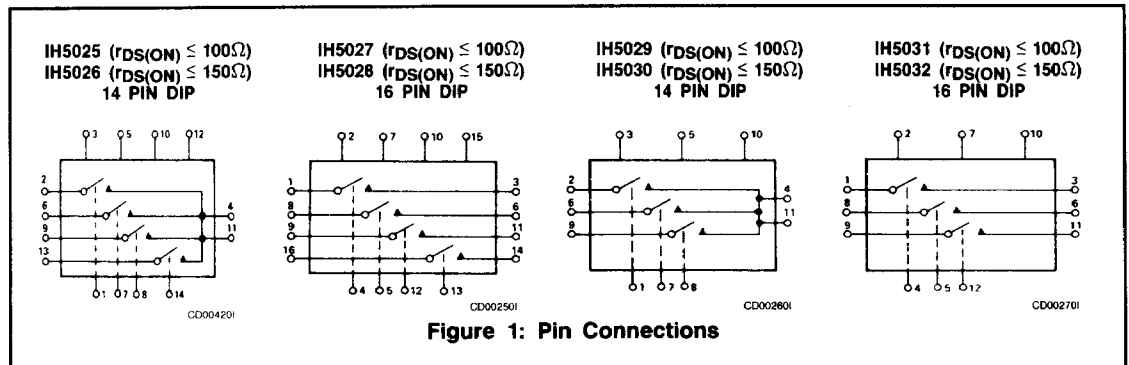 IH5025 (rDS(ON) ≤ 100Ω)
IH5026 (rDS(ON) ≤ 150Ω)
14 PIN DIP
3 5 10 12
2
6
9
13
4
11
1 7 8 14
CD00420I
IH5027 (rDS(ON) ≤ 100Ω)
IH5028 (rDS(ON) ≤ 150Ω)
16 PIN DIP
2 7 10 15
1
8
9
16
3
6
11
14
4 5 12 13
CD00250I
IH5029 (rDS(ON) ≤ 100Ω)
IH5030 (rDS(ON) ≤ 150Ω)
14 PIN DIP
3 5 10
2
6
9
4
11
1 7 8
CD00260I
IH5031 (rDS(ON) ≤ 100Ω)
IH5032 (rDS(ON) ≤ 150Ω)
16 PIN DIP
2 7 10
1
8
9
3
6
11
4 5 12
CD00270I
Figure 1: Pin Connections